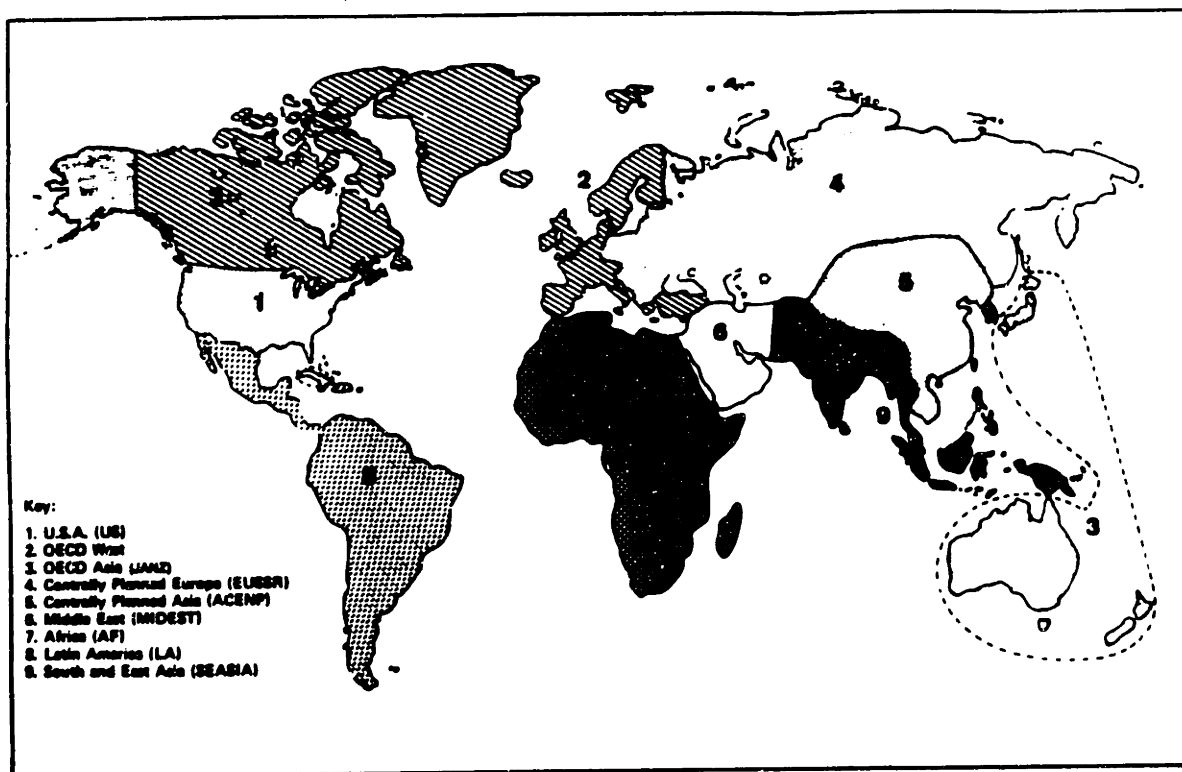 2
4
1
5
6
9
8
3
Key:
1. U.S.A. (US)
2. OECD West
3. OECD Asia (JANZ)
4. Centrally Planned Europe (EUSSR)
5. Centrally Planned Asia (ACENP)
6. Middle East (MIDEST)
7. Africa (AF)
8. Latin America (LA)
9. South and East Asia (SEASIA)